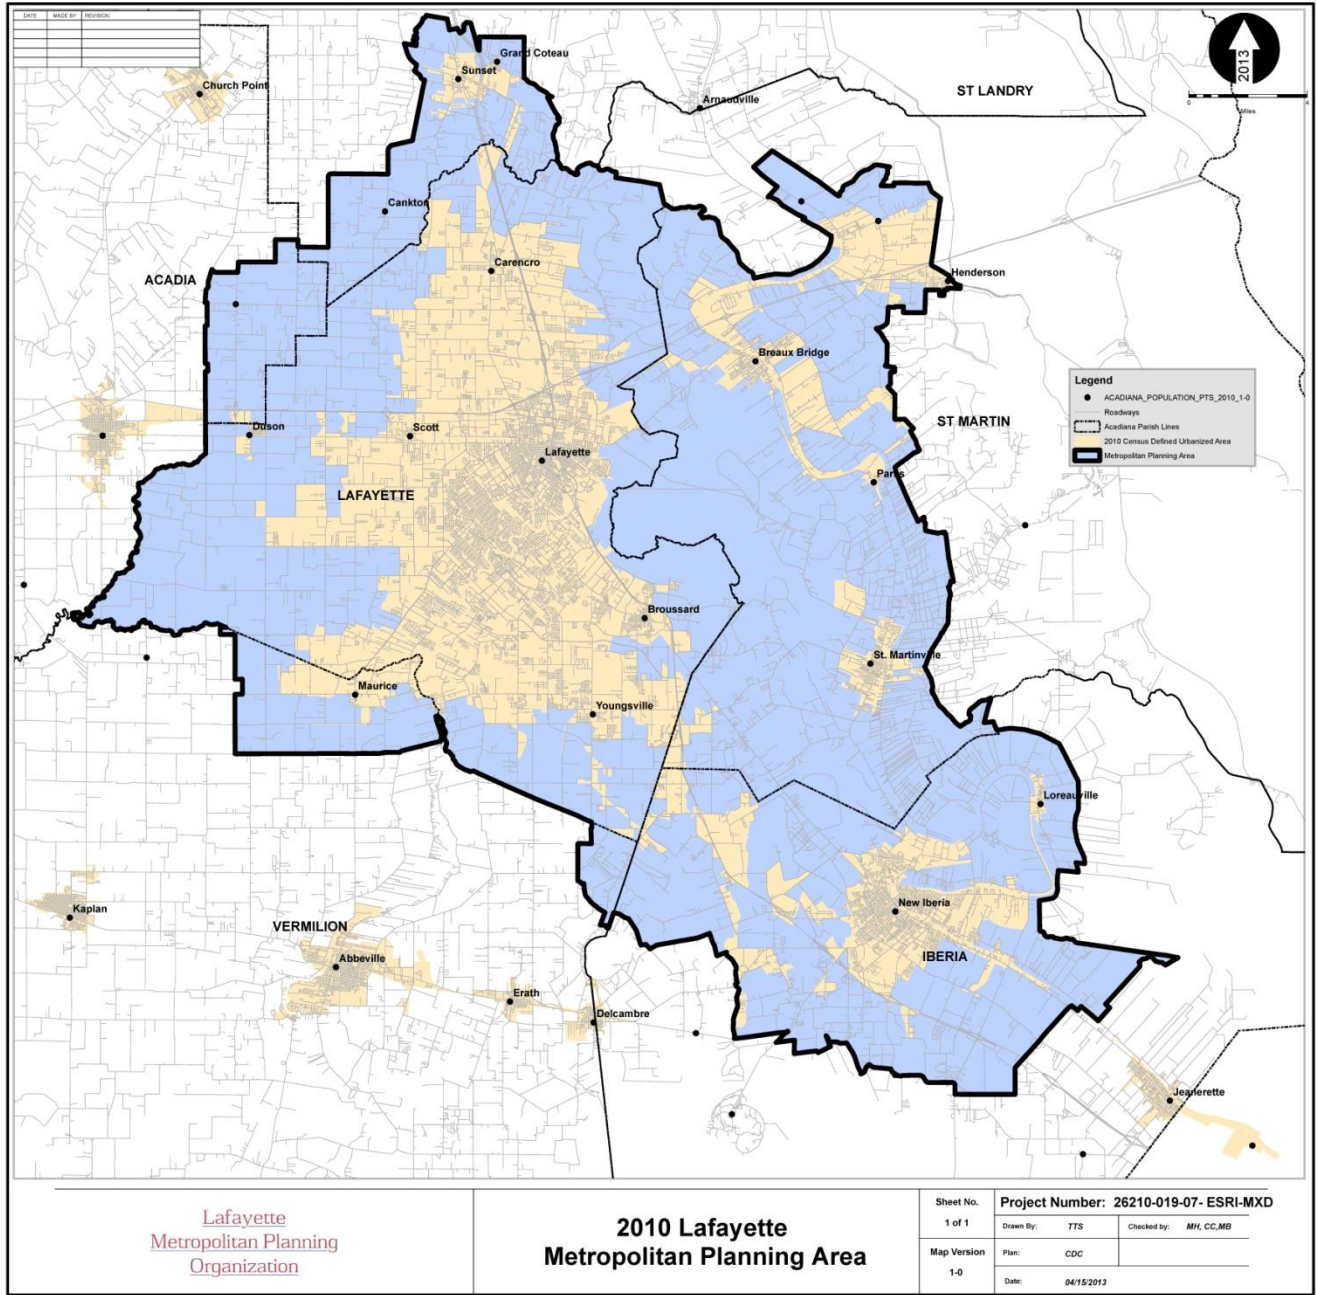 DATE MADE BY REVISION
Grand Coteau
Sunset
Church Point
Arnaudville
ST LANDRY
2013
0 4
Miles
Cankton
Carencro
Henderson
ACADIA
Breaux Bridge
Legend
ACADIANA_POPULATION_PTS_2010_1-0
Roadways
Acadiana Parish Lines
2010 Census Defined Urbanized Area
Metropolitan Planning Area
ST MARTIN
Duson
Scott
Lafayette
Parks
LAFAYETTE
Broussard
St. Martinville
Maurice
Youngsville
Loreauville
Kaplan
New Iberia
VERMILION
Abbeville
IBERIA
Erath
Delcambre
Jeanerette
Lafayette
Metropolitan Planning
Organization
2010 Lafayette
Metropolitan Planning Area
Sheet No.
1 of 1
Map Version
1-0
Project Number: 26210-019-07- ESRI-MXD
Drawn By: TTS Checked by: MH, CC,MB
Plan: CDC
Date: 04/15/2013